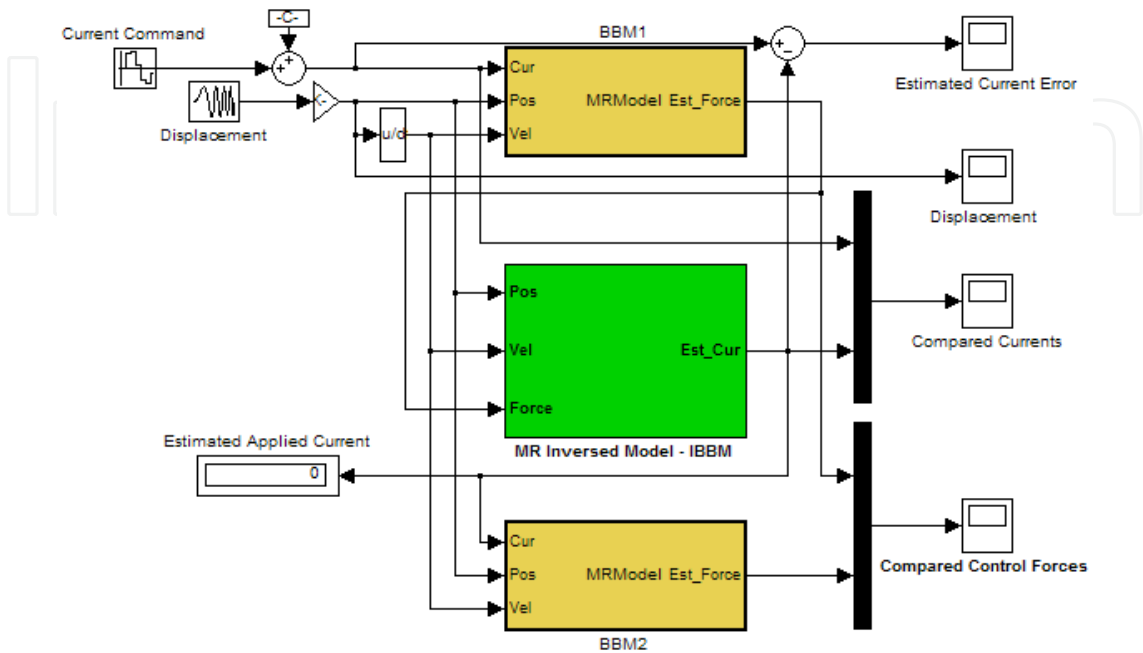 -C-
Current Command
BBM1
+
+
+
-
Cur
Pos
Vel
MRModel Est_Force
Estimated Current Error
K-
u/d
Displacement
Displacement
Pos
Vel
Force
Est_Cur
Compared Currents
MR Inversed Model - IBBM
Estimated Applied Current
0
Cur
Pos
Vel
MRModel Est_Force
Compared Control Forces
BBM2